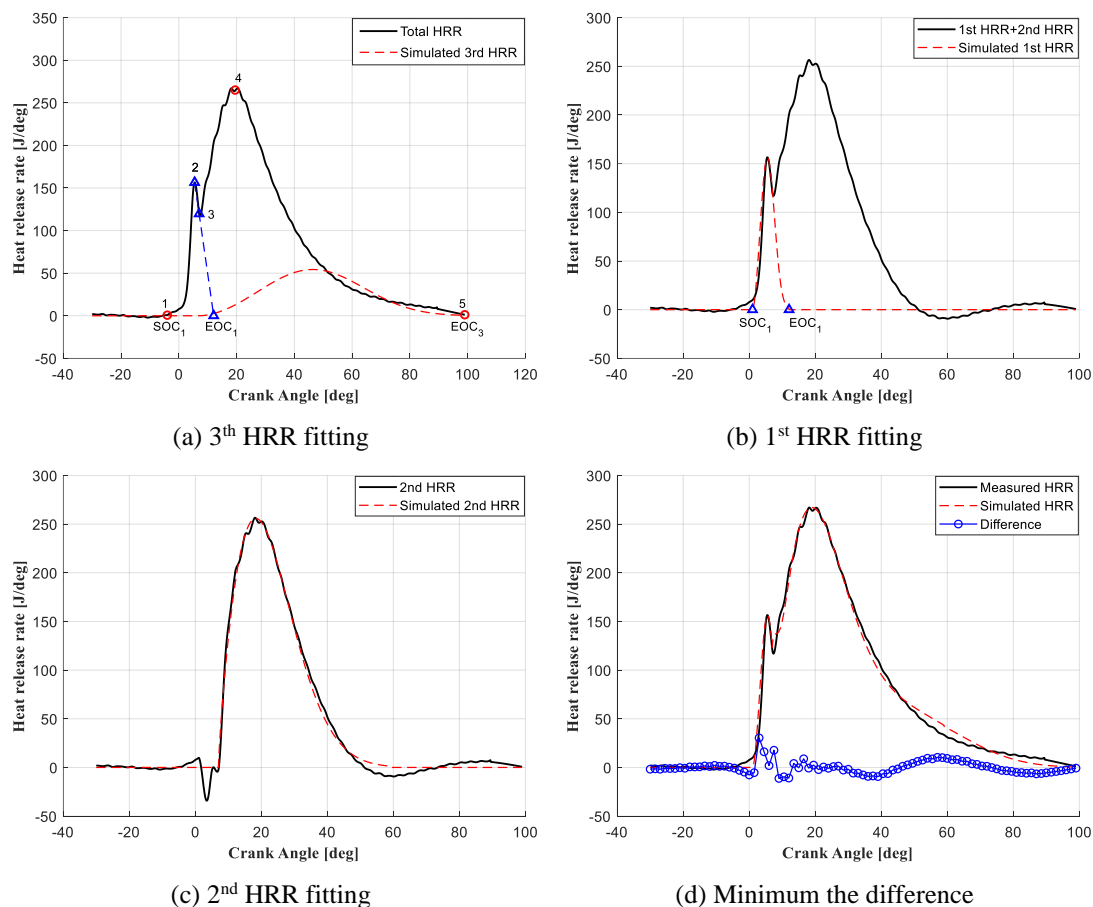 350
300
250
200
150
100
50
0
-50
Heat release rate [J/deg]
Total HRR
Simulated 3rd HRR
1
2
3
4
5
SOC1
EOC1
EOC3
-40 -20 0 20 40 60 80 100 120
Crank Angle [deg]
(a) 3th HRR fitting
300
250
200
150
100
50
0
-50
Heat release rate [J/deg]
1st HRR+2nd HRR
Simulated 1st HRR
SOC1
EOC1
-40 -20 0 20 40 60 80 100
Crank Angle [deg]
(b) 1st HRR fitting
300
250
200
150
100
50
0
-50
Heat release rate [J/deg]
2nd HRR
Simulated 2nd HRR
-40 -20 0 20 40 60 80 100
Crank Angle [deg]
(c) 2nd HRR fitting
300
250
200
150
100
50
0
-50
Heat release rate [J/deg]
Measured HRR
Simulated HRR
Difference
-40 -20 0 20 40 60 80 100
Crank Angle [deg]
(d) Minimum the difference